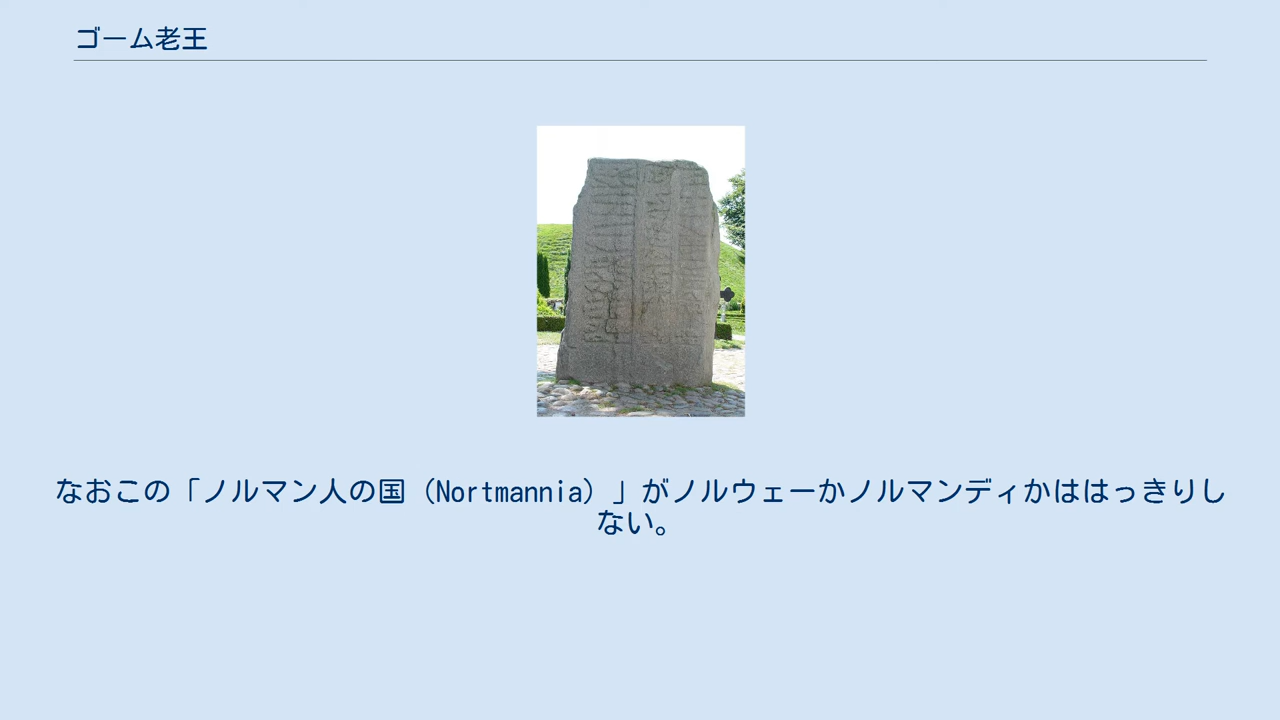 ゴーム老王
なおこの「ノルマン人の国（Nortmannia）」がノルウェーかノルマンディかははっきりし
ない。